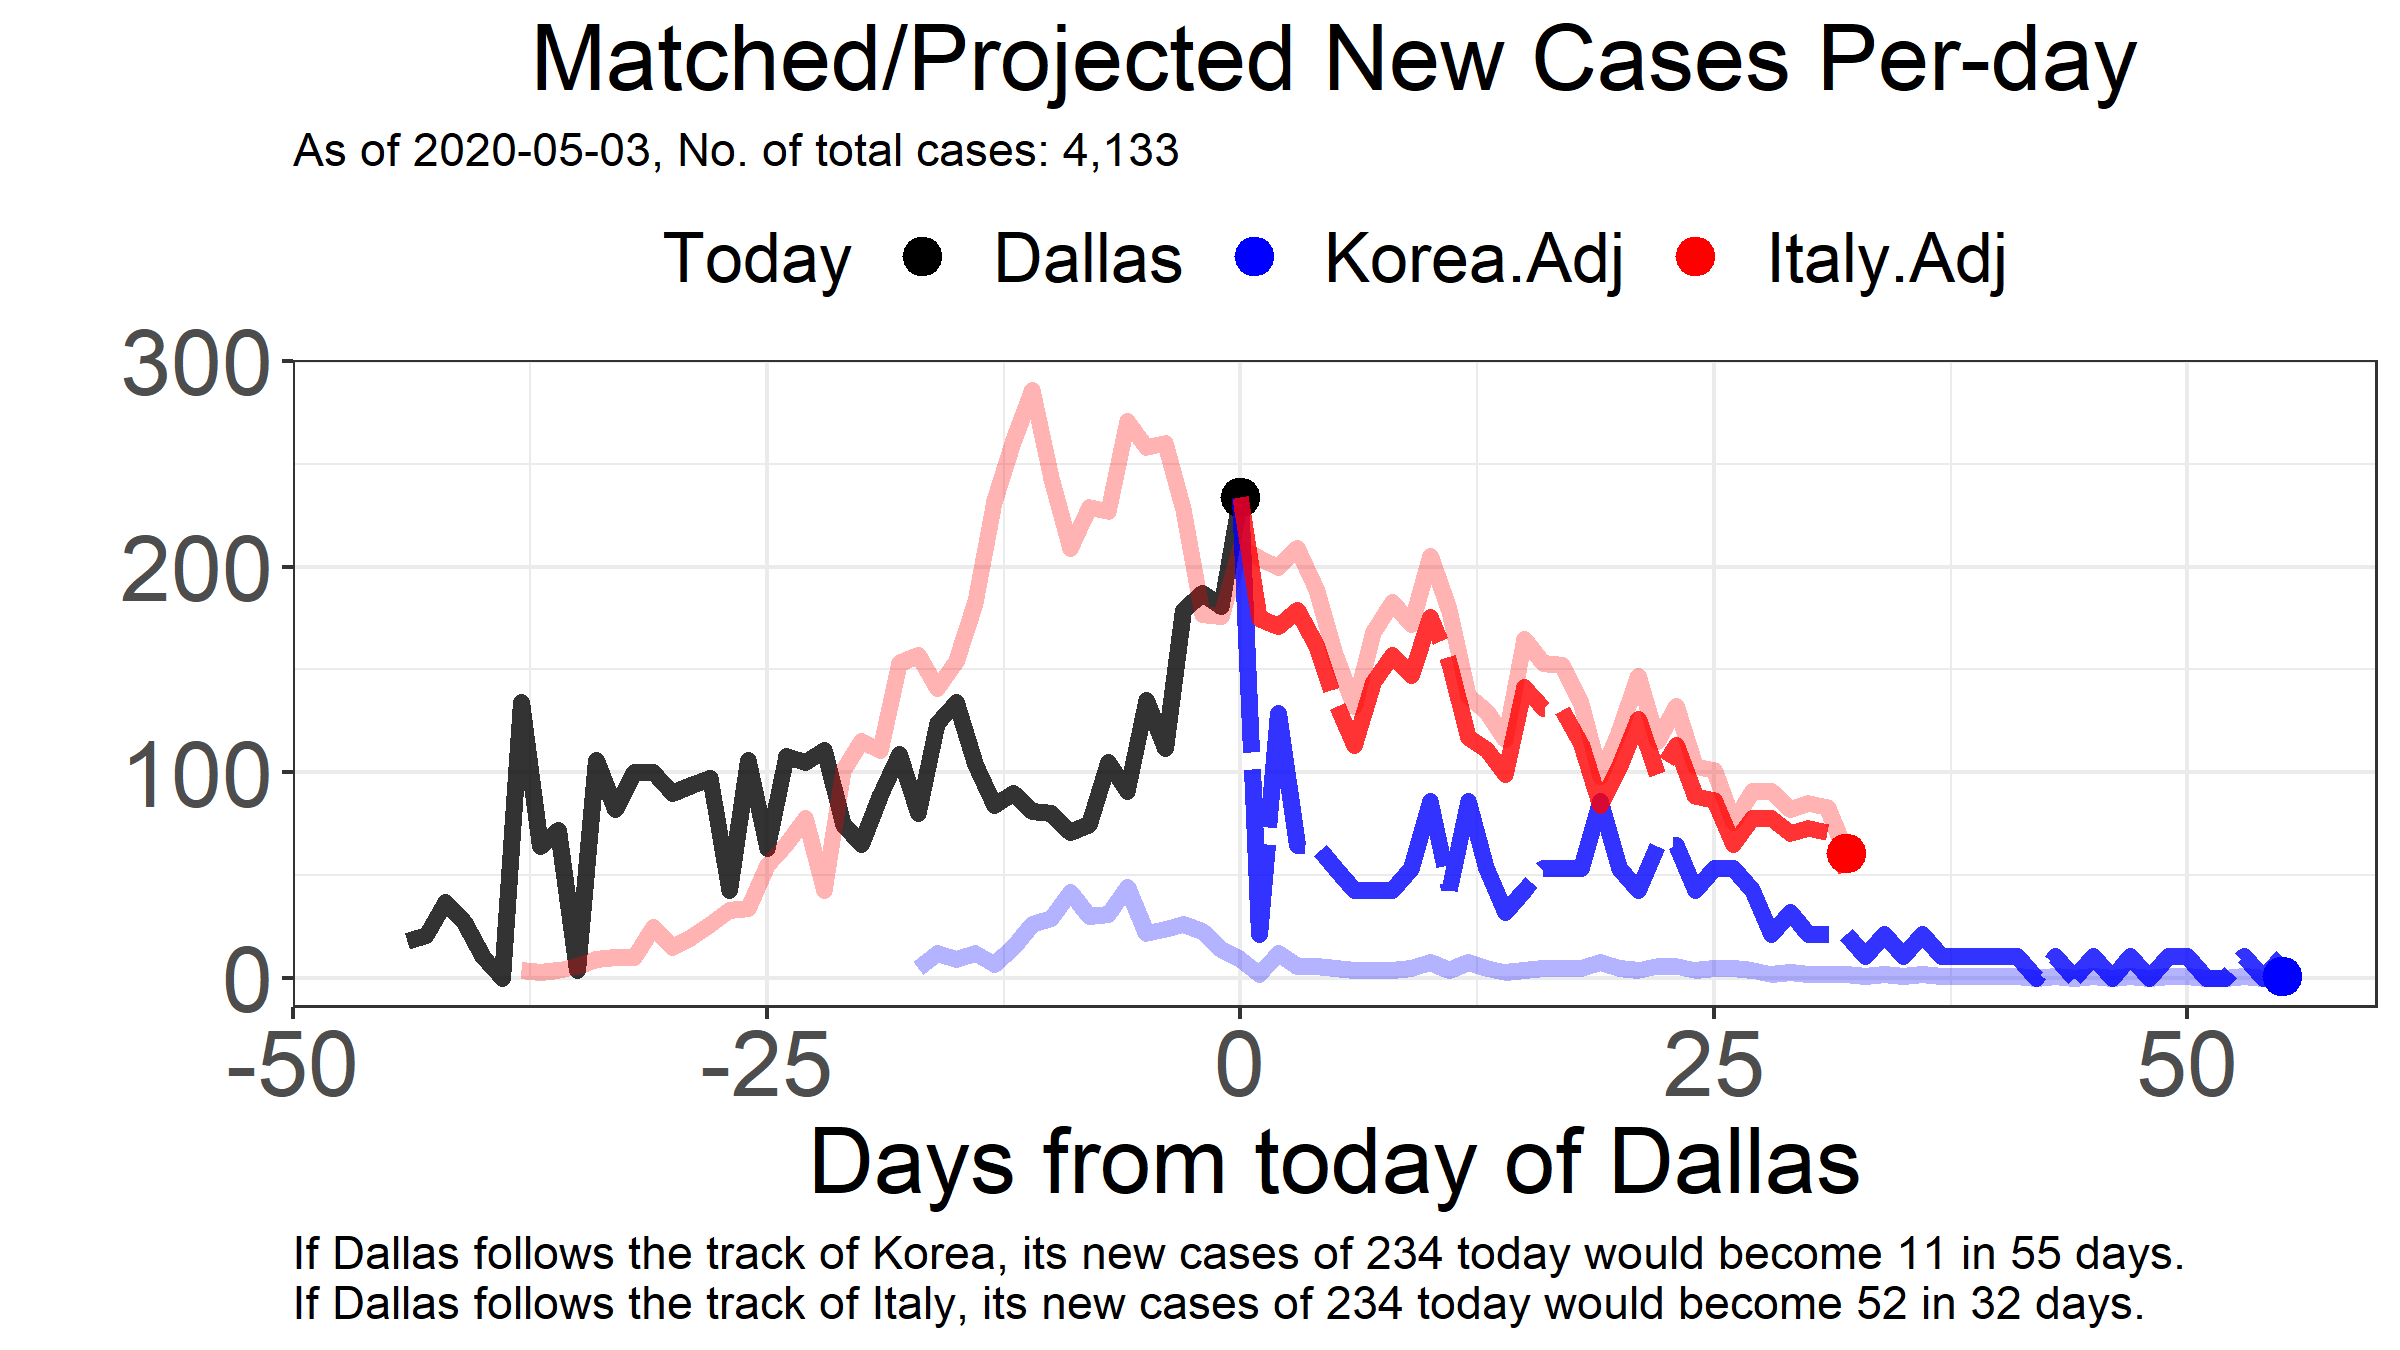 Matched/Projected New Cases Per-day
As of 2020-05-03, No. of total cases: 4,133
Today Dallas Korea.Adj Italy.Adj
300
200
100
0
-50 -25 0 25 50
Days from today of Dallas
If Dallas follows the track of Korea, its new cases of 234 today would become 11 in 55 days.
If Dallas follows the track of Italy, its new cases of 234 today would become 52 in 32 days.